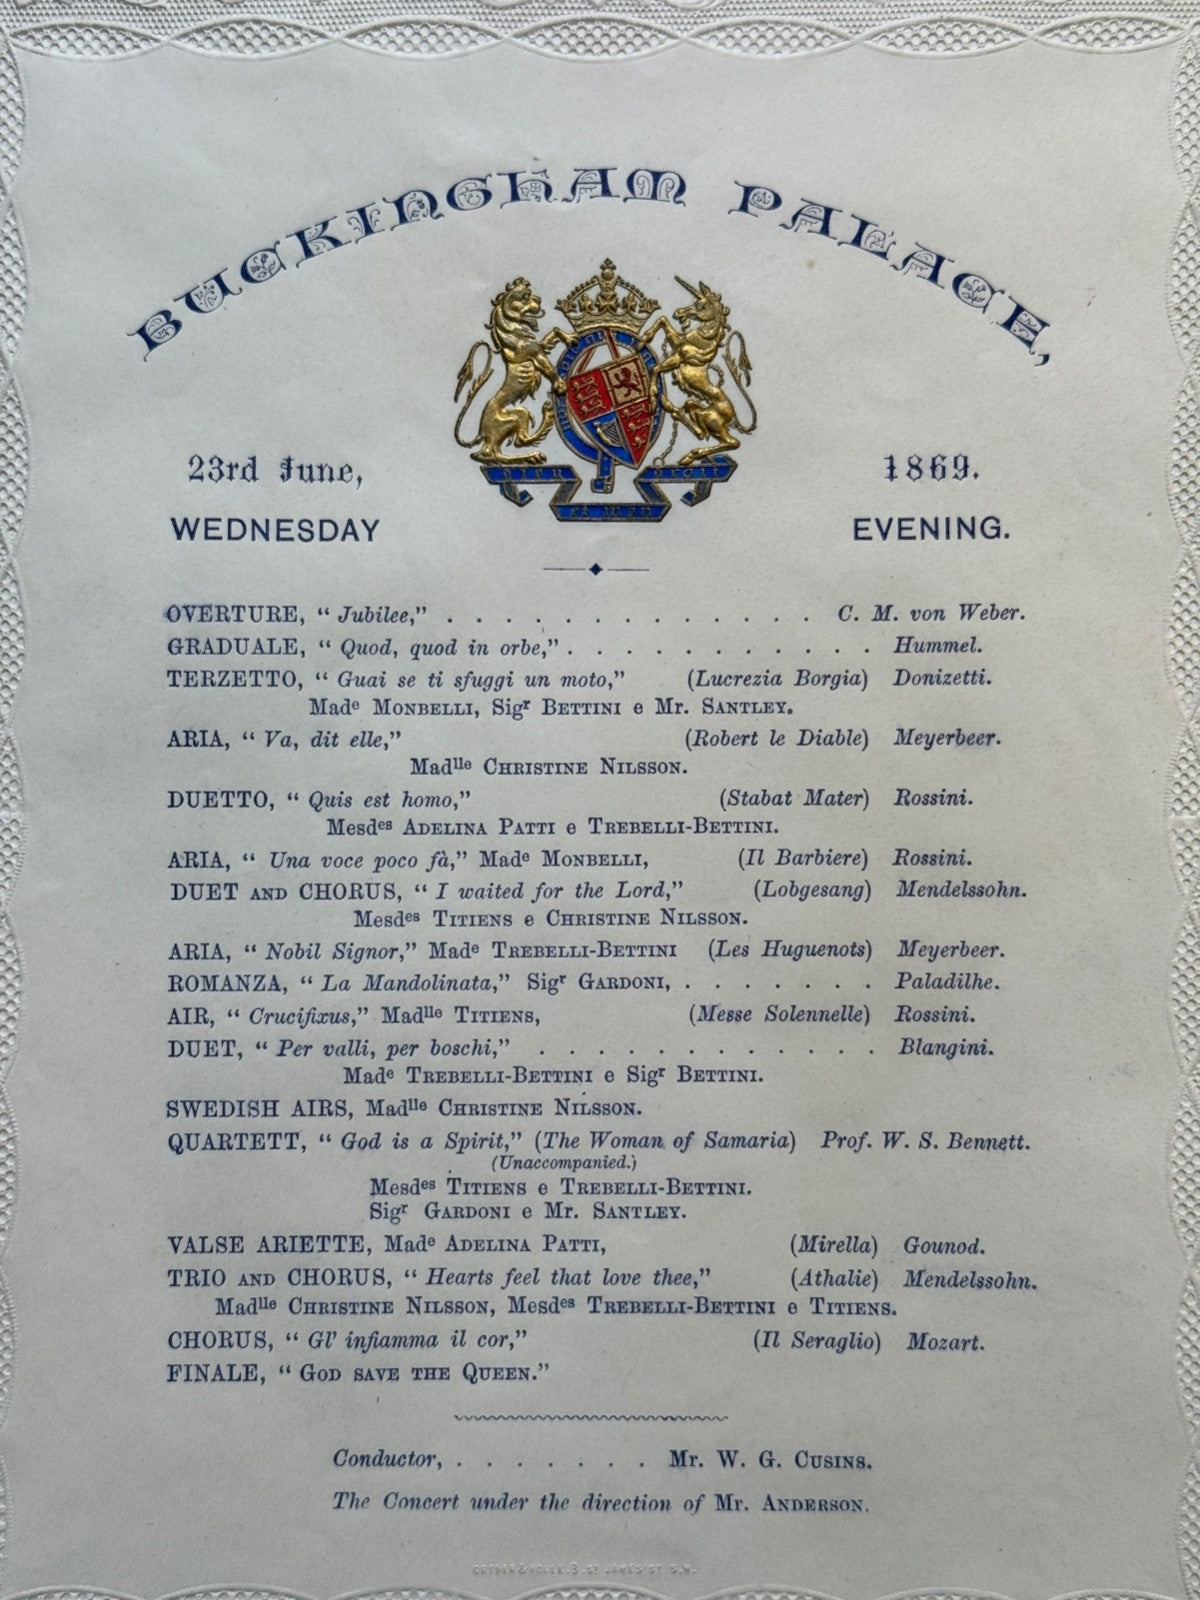 BUCKINGHAM PALACE,
23rd June, 1869.
WEDNESDAY EVENING.
OVERTURE, “ Jubilee,” . . . . . . . . . . . . . C. M. von Weber.
GRADUALE, “ Quod, quod in orbe,” . . . . . . . . . . . Hummel.
TERZETTO, “ Guai se ti sfuggi un moto,” (Lucrezia Borgia) Donizetti.
Madᵉ MONBELLI, Sigʳ BETTINI e Mr. SANTLEY.
ARIA, “ Va, dit elle,” (Robert le Diable) Meyerbeer.
Madˡˡᵉ CHRISTINE NILSSON.
DUETTO, “ Quis est homo,” (Stabat Mater) Rossini.
Mesdᵉˢ ADELINA PATTI e TREBELLI-BETTINI.
ARIA, “ Una voce poco fà,” Madᵉ MONBELLI, (Il Barbiere) Rossini.
DUET AND CHORUS, “ I waited for the Lord,” (Lobgesang) Mendelssohn.
Mesdᵉˢ TITIENS e CHRISTINE NILSSON.
ARIA, “ Nobil Signor,” Madᵉ TREBELLI-BETTINI (Les Huguenots) Meyerbeer.
ROMANZA, “ La Mandolinata,” Sigʳ GARDONI, . . . . . . . Paladilhe.
AIR, “ Crucifixus,” Madˡˡᵉ TITIENS, (Messe Solennelle) Rossini.
DUET, “ Per valli, per boschi,” . . . . . . . . . . . . Blangini.
Madᵉ TREBELLI-BETTINI e Sigʳ BETTINI.
SWEDISH AIRS, Madˡˡᵉ CHRISTINE NILSSON.
QUARTETT, “ God is a Spirit,” (The Woman of Samaria) Prof. W. S. Bennett.
(Unaccompanied.)
Mesdᵉˢ TITIENS e TREBELLI-BETTINI.
Sigʳ GARDONI e Mr. SANTLEY.
VALSE ARIETTE, Madᵉ ADELINA PATTI, (Mirella) Gounod.
TRIO AND CHORUS, “ Hearts feel that love thee,” (Athalie) Mendelssohn.
Madˡˡᵉ CHRISTINE NILSSON, Mesdᵉˢ TREBELLI-BETTINI e TITIENS.
CHORUS, “ Gl’ infiamma il cor,” (Il Seraglio) Mozart.
FINALE, “ GOD SAVE THE QUEEN.”
Conductor, . . . . . . . Mr. W. G. CUSINS.
The Concert under the direction of Mr. ANDERSON.